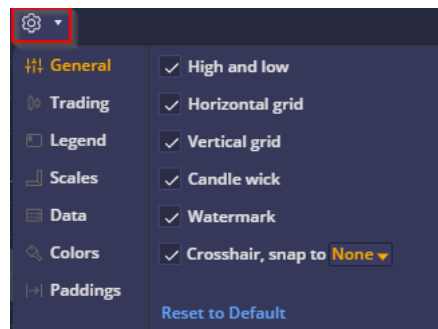 General
High and low
Trading
Horizontal grid
Legend
Vertical grid
Scales
Candle wick
Data
Watermark
Colors
Crosshair, snap to None
Paddings
Reset to Default